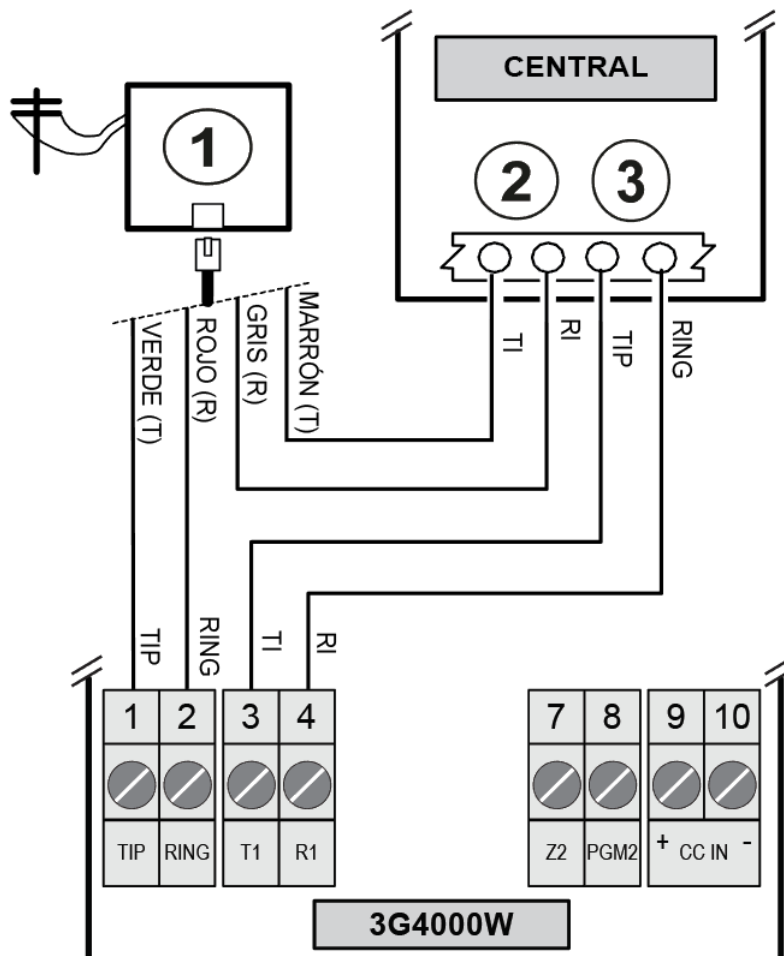 CENTRAL
1
2
3
VERDE (T)
ROJO (R)
GRIS (R)
MARRÓN (T)
TI
RI
TIP
RING
TIP
RING
TI
RI
1 2 3 4 7 8 9 10
TIP RING T1 R1 Z2 PGM2 + CC IN -
3G4000W